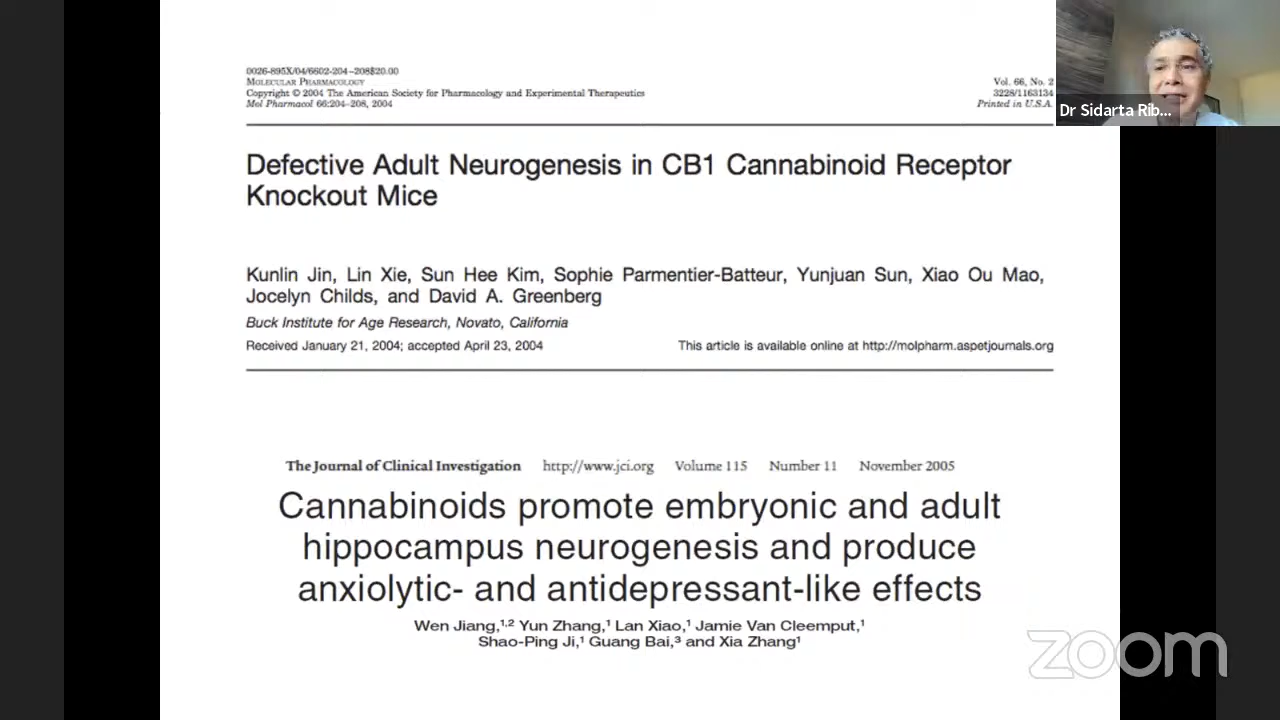 0026-895X/04/6602-204–208$20.00
MOLECULAR PHARMACOLOGY
Copyright © 2004 The American Society for Pharmacology and Experimental Therapeutics
Mol Pharmacol 66:204–208, 2004
Vol. 66, No. 2
3228/1163134
Printed in U.S.A.
Dr Sidarta Rib...
Defective Adult Neurogenesis in CB1 Cannabinoid Receptor
Knockout Mice
Kunlin Jin, Lin Xie, Sun Hee Kim, Sophie Parmentier-Batteur, Yunjuan Sun, Xiao Ou Mao,
Jocelyn Childs, and David A. Greenberg
Buck Institute for Age Research, Novato, California
Received January 21, 2004; accepted April 23, 2004
This article is available online at http://molpharm.aspetjournals.org
The Journal of Clinical Investigation http://www.jci.org Volume 115 Number 11 November 2005
Cannabinoids promote embryonic and adult
hippocampus neurogenesis and produce
anxiolytic- and antidepressant-like effects
Wen Jiang,1,2 Yun Zhang,1 Lan Xiao,1 Jamie Van Cleemput,1
Shao-Ping Ji,1 Guang Bai,3 and Xia Zhang1
zoom